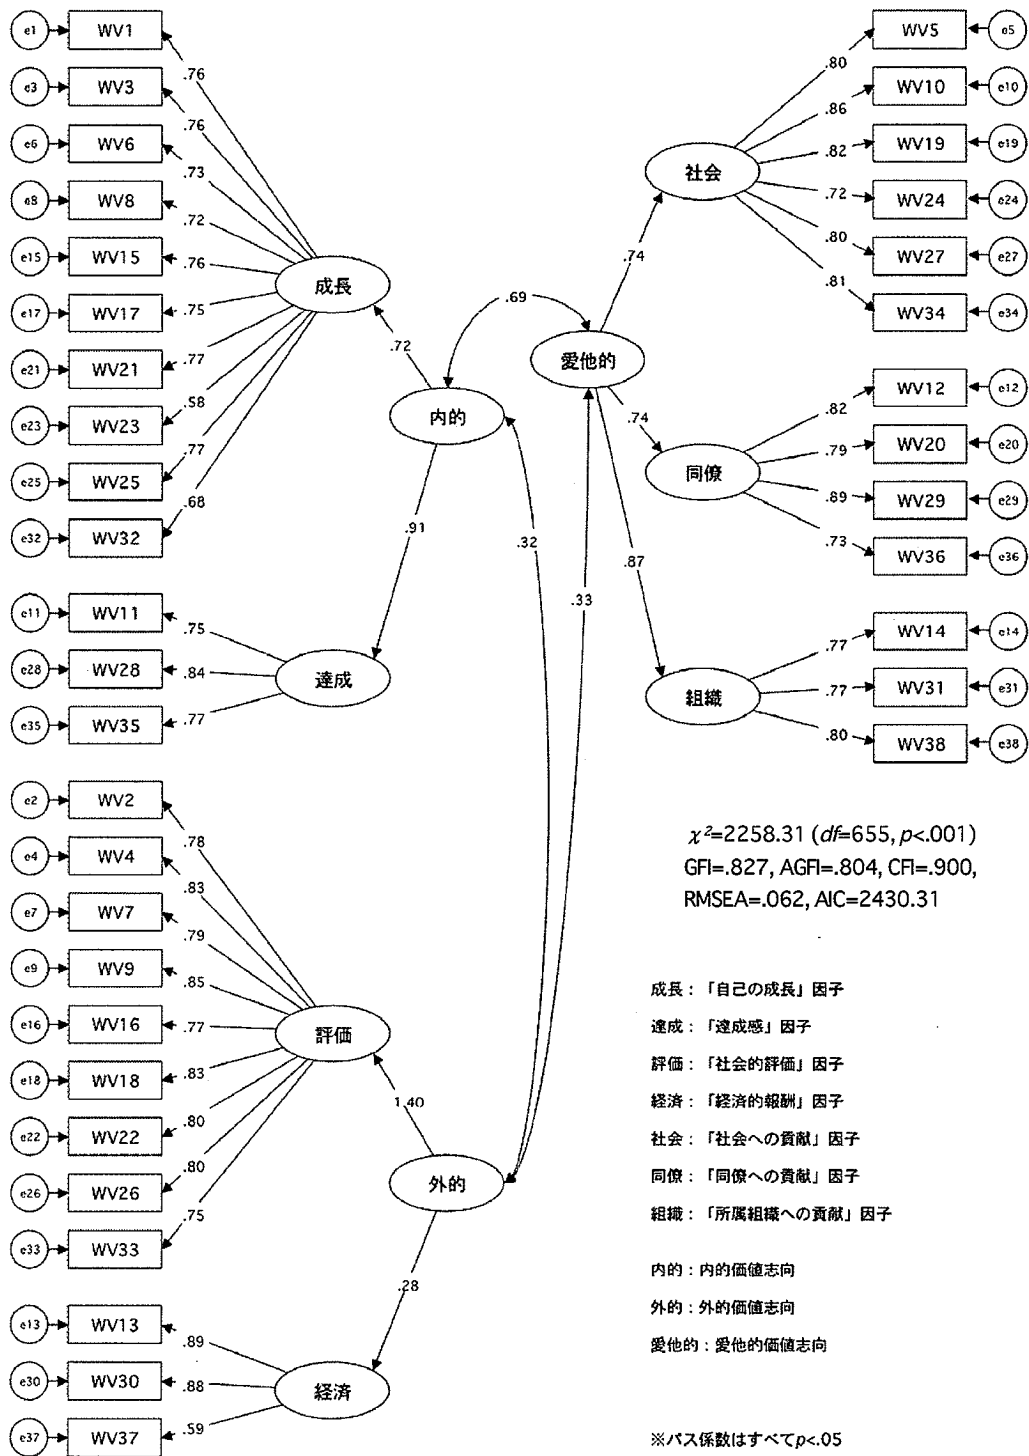 e1 WV1
e3 WV3
e6 WV6
e8 WV8
e15 WV15
e17 WV17
e21 WV21
e23 WV23
e25 WV25
e32 WV32
.76
.76
.73
.72
.76
.75
.77
.58
.77
.68
成長
.72
内的
.91
e11 WV11
e28 WV28
e35 WV35
.75
.84
.77
達成
e2 WV2
e4 WV4
e7 WV7
e9 WV9
e16 WV16
e18 WV18
e22 WV22
e26 WV26
e33 WV33
.78
.83
.79
.85
.77
.83
.80
.80
.75
評価
1.40
外的
.28
e13 WV13
e30 WV30
e37 WV37
.89
.88
.59
経済
.69
.32
.33
愛他的
.74
.74
.87
社会
.80
.86
.82
.72
.80
.81
WV5 e5
WV10 e10
WV19 e19
WV24 e24
WV27 e27
WV34 e34
同僚
.82
.79
.89
.73
WV12 e12
WV20 e20
WV29 e29
WV36 e36
組織
.77
.77
.80
WV14 e14
WV31 e31
WV38 e38
χ²=2258.31 (df=655, p<.001)
GFI=.827, AGFI=.804, CFI=.900,
RMSEA=.062, AIC=2430.31
成長：「自己の成長」因子
達成：「達成感」因子
評価：「社会的評価」因子
経済：「経済的報酬」因子
社会：「社会への貢献」因子
同僚：「同僚への貢献」因子
組織：「所属組織への貢献」因子
内的：内的価値志向
外的：外的価値志向
愛他的：愛他的価値志向
※パス係数はすべてp<.05